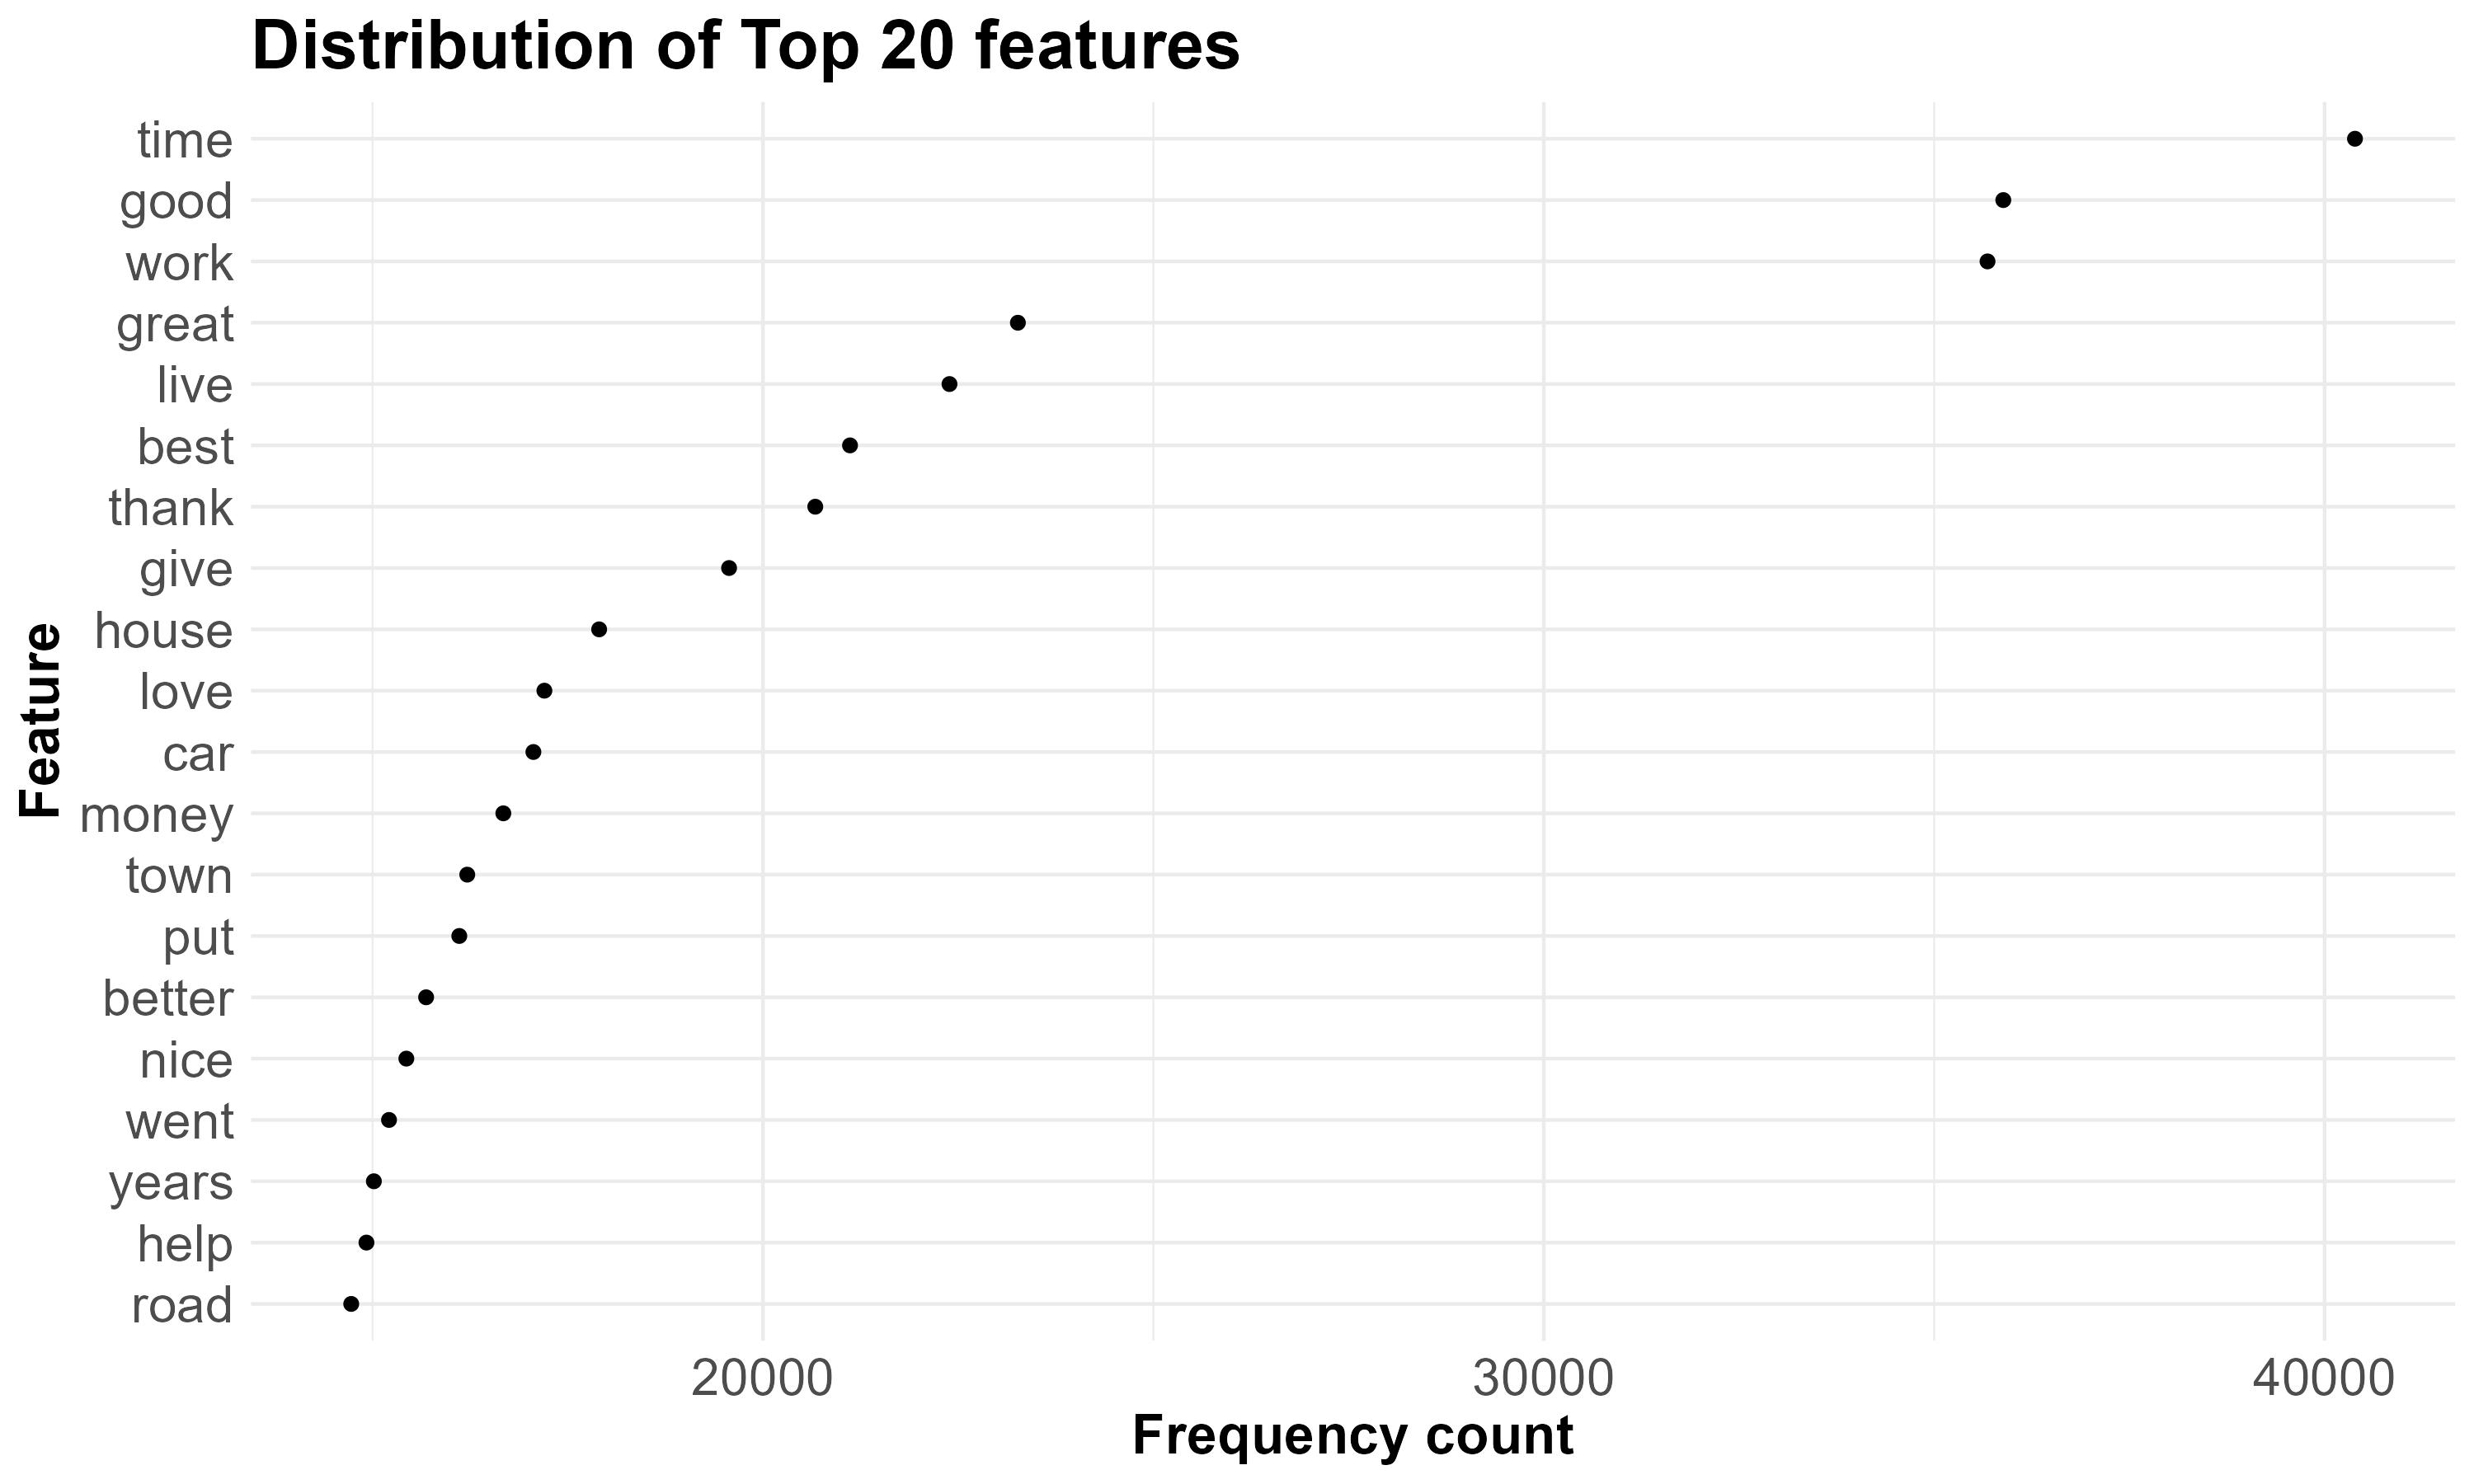 Distribution of Top 20 features
time
good
work
great
live
best
thank
give
house
love
car
money
town
put
better
nice
went
years
help
road
Feature
20000 30000 40000
Frequency count